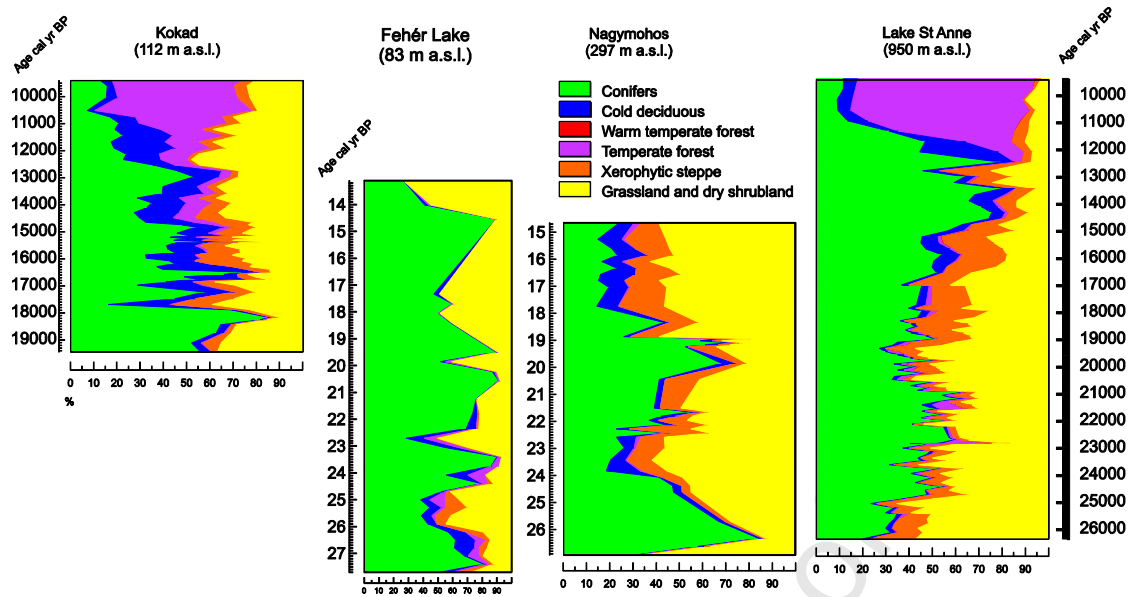 Kokad
(112 m a.s.l.)
Age cal yr BP
10000
11000
12000
13000
14000
15000
16000
17000
18000
19000
0 10 20 30 40 50 60 70 80 90
%
Fehér Lake
(83 m a.s.l.)
Age cal yr BP
14
15
16
17
18
19
20
21
22
23
24
25
26
27
0 10 20 30 40 50 60 70 80 90
Nagymohos
(297 m a.s.l.)
Conifers
Cold deciduous
Warm temperate forest
Temperate forest
Xerophytic steppe
Grassland and dry shrubland
15
16
17
18
19
20
21
22
23
24
25
26
0 10 20 30 40 50 60 70 80 90
Lake St Anne
(950 m a.s.l.)
Age cal yr BP
10000
11000
12000
13000
14000
15000
16000
17000
18000
19000
20000
21000
22000
23000
24000
25000
26000
0 10 20 30 40 50 60 70 80 90